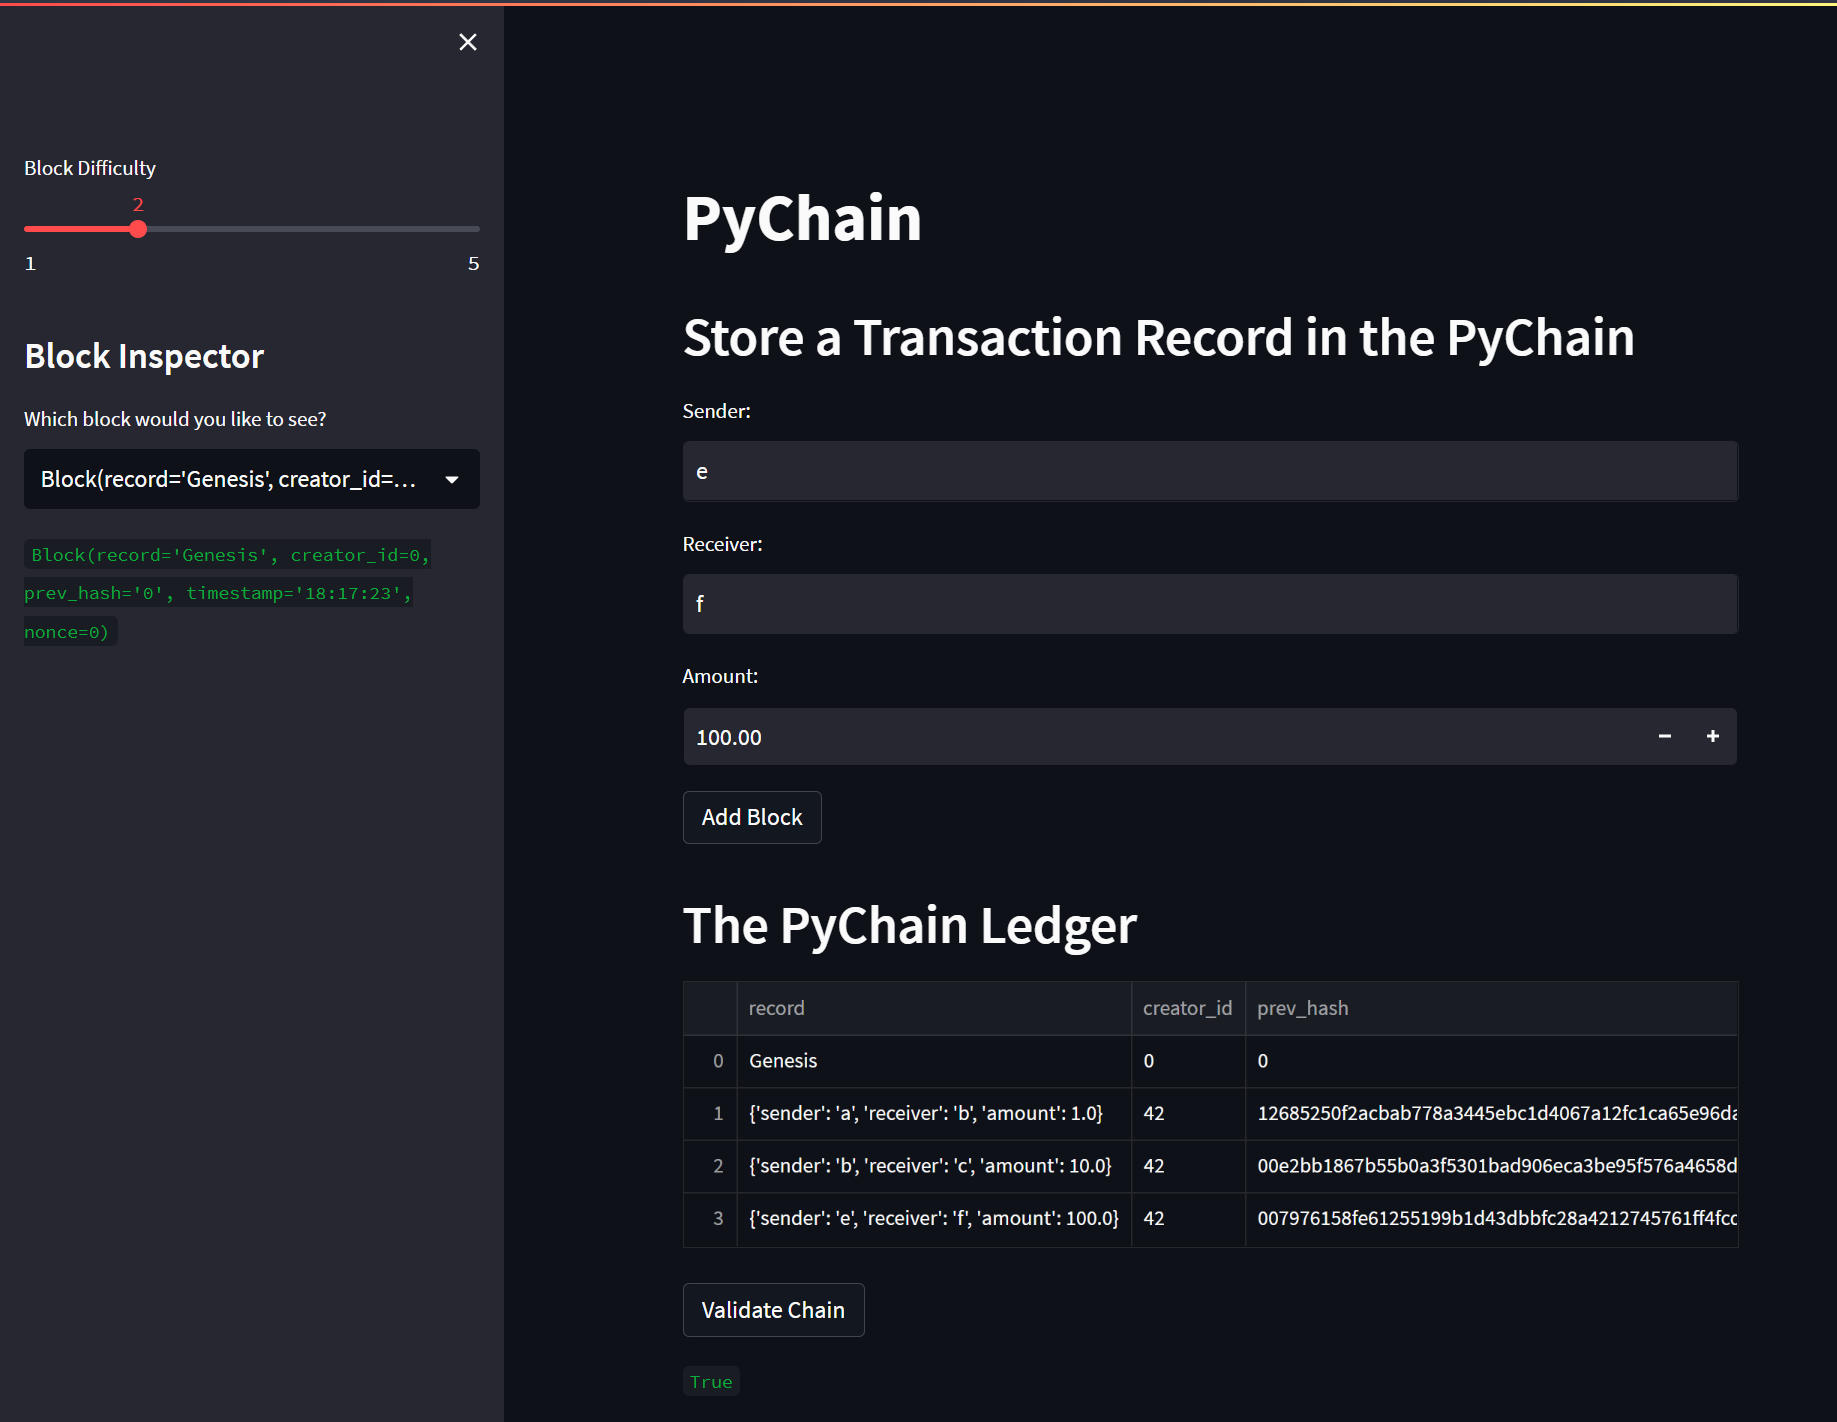 Block Difficulty
2
1 5
Block Inspector
Which block would you like to see?
Block(record='Genesis', creator_id=...
Block(record='Genesis', creator_id=0,
prev_hash='0', timestamp='18:17:23',
nonce=0)
PyChain
Store a Transaction Record in the PyChain
Sender:
e
Receiver:
f
Amount:
100.00
Add Block
The PyChain Ledger
record creator_id prev_hash
0 Genesis 0 0
1 {'sender': 'a', 'receiver': 'b', 'amount': 1.0} 42 12685250f2acbab778a3445ebc1d4067a12fc1ca65e96da
2 {'sender': 'b', 'receiver': 'c', 'amount': 10.0} 42 00e2bb1867b55b0a3f5301bad906eca3be95f576a4658d
3 {'sender': 'e', 'receiver': 'f', 'amount': 100.0} 42 007976158fe61255199b1d43dbbfc28a4212745761ff4fcc
Validate Chain
True